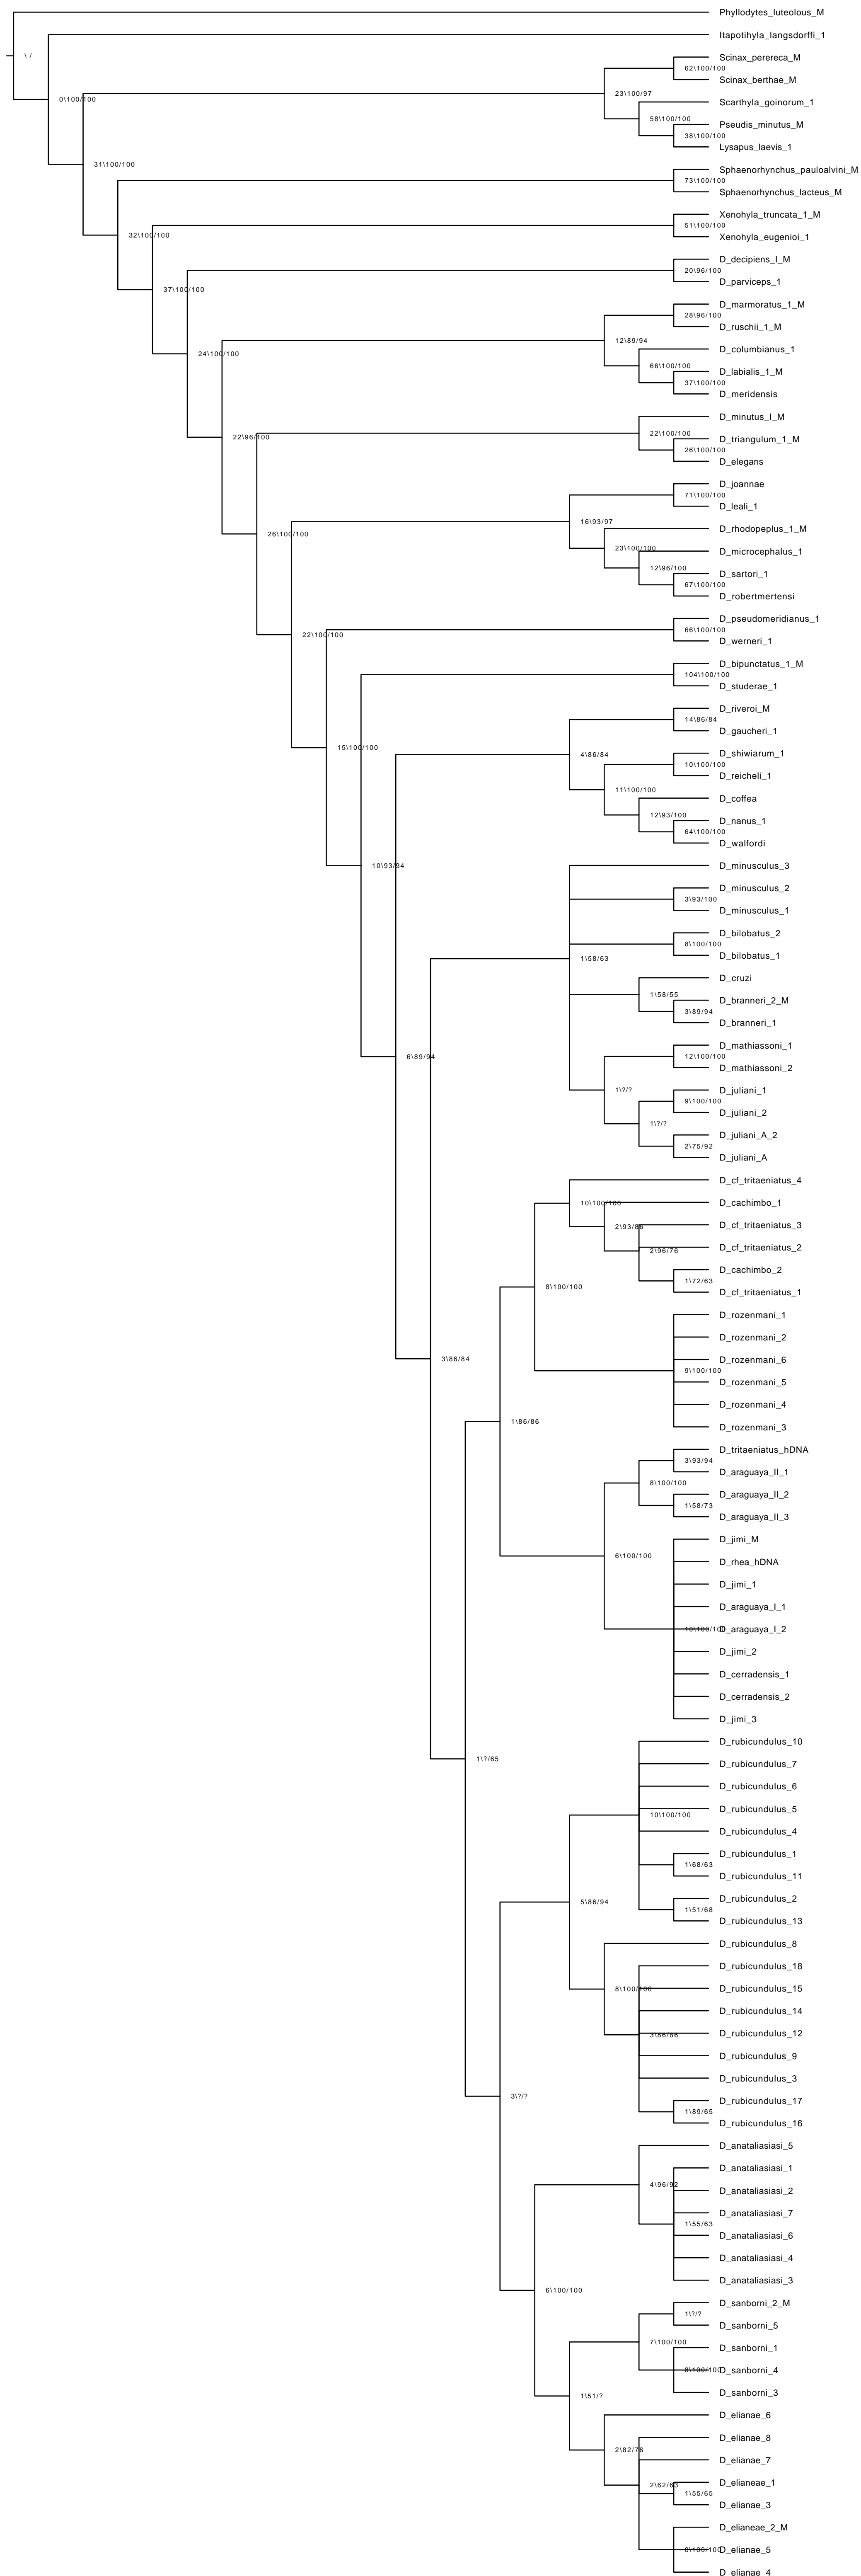 Phyllodytes_luteolous_M
Itapotihyla_langsdorffi_1
\ /
Scinax_perereca_M
62\100/100
Scinax_berthae_M
23\100/97
0\100/100
Scarthyla_goinorum_1
58\100/100
Pseudis_minutus_M
38\100/100
Lysapus_laevis_1
31\100/100
Sphaenorhynchus_pauloalvini_M
73\100/100
Sphaenorhynchus_lacteus_M
Xenohyla_truncata_1_M
51\100/100
32\100/100
Xenohyla_eugenioi_1
D_decipiens_I_M
20\96/100
D_parviceps_1
37\100/100
D_marmoratus_1_M
28\96/100
D_ruschii_1_M
12\89/94
D_columbianus_1
24\100/100
66\100/100
D_labialis_1_M
37\100/100
D_meridensis
D_minutus_I_M
22\100/100
22\96/100
D_triangulum_1_M
26\100/100
D_elegans
D_joannae
71\100/100
D_leali_1
16\93/97
D_rhodopeplus_1_M
26\100/100
23\100/100
D_microcephalus_1
12\96/100
D_sartori_1
67\100/100
D_robertmertensi
D_pseudomeridianus_1
66\100/100
22\100/100
D_werneri_1
D_bipunctatus_1_M
104\100/100
D_studerae_1
D_riveroi_M
14\86/84
D_gaucheri_1
15\100/100
D_shiwiarum_1
4\86/84
10\100/100
D_reicheli_1
11\100/100
D_coffea
12\93/100
D_nanus_1
64\100/100
D_walfordi
10\93/94
D_minusculus_3
D_minusculus_2
3\93/100
D_minusculus_1
D_bilobatus_2
8\100/100
D_bilobatus_1
1\58/63
D_cruzi
1\58/55
D_branneri_2_M
3\89/94
D_branneri_1
D_mathiassoni_1
12\100/100
6\89/94
D_mathiassoni_2
1\?/?
D_juliani_1
9\100/100
D_juliani_2
1\?/?
D_juliani_A_2
2\75/92
D_juliani_A
D_cf_tritaeniatus_4
10\100/100
D_cachimbo_1
2\93/86
D_cf_tritaeniatus_3
D_cf_tritaeniatus_2
2\96/76
D_cachimbo_2
1\72/63
8\100/100
D_cf_tritaeniatus_1
D_rozenmani_1
D_rozenmani_2
3\86/84
D_rozenmani_6
9\100/100
D_rozenmani_5
D_rozenmani_4
1\86/86
D_rozenmani_3
D_tritaeniatus_hDNA
3\93/94
D_araguaya_II_1
8\100/100
D_araguaya_II_2
1\58/73
D_araguaya_II_3
D_jimi_M
6\100/100
D_rhea_hDNA
D_jimi_1
D_araguaya_I_1
10\100/100
D_araguaya_I_2
D_jimi_2
D_cerradensis_1
D_cerradensis_2
D_jimi_3
D_rubicundulus_10
1\?/65
D_rubicundulus_7
D_rubicundulus_6
D_rubicundulus_5
10\100/100
D_rubicundulus_4
D_rubicundulus_1
1\68/63
D_rubicundulus_11
D_rubicundulus_2
5\86/94
1\51/68
D_rubicundulus_13
D_rubicundulus_8
D_rubicundulus_18
D_rubicundulus_15
8\100/100
D_rubicundulus_14
D_rubicundulus_12
3\86/86
D_rubicundulus_9
D_rubicundulus_3
3\?/?
D_rubicundulus_17
1\89/65
D_rubicundulus_16
D_anataliasiasi_5
D_anataliasiasi_1
4\96/92
D_anataliasiasi_2
D_anataliasiasi_7
1\55/63
D_anataliasiasi_6
D_anataliasiasi_4
D_anataliasiasi_3
6\100/100
D_sanborni_2_M
1\?/?
D_sanborni_5
7\100/100
D_sanborni_1
8\100/100
D_sanborni_4
D_sanborni_3
1\51/?
D_elianae_6
D_elianae_8
2\82/76
D_elianae_7
D_elianeae_1
2\62/63
1\55/65
D_elianae_3
D_elianeae_2_M
8\100/100
D_elianae_5
D_elianae_4